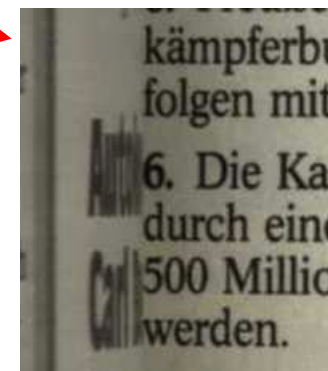 kämpferbu
folgen mit
6. Die Ka
durch eine
500 Millio
werden.